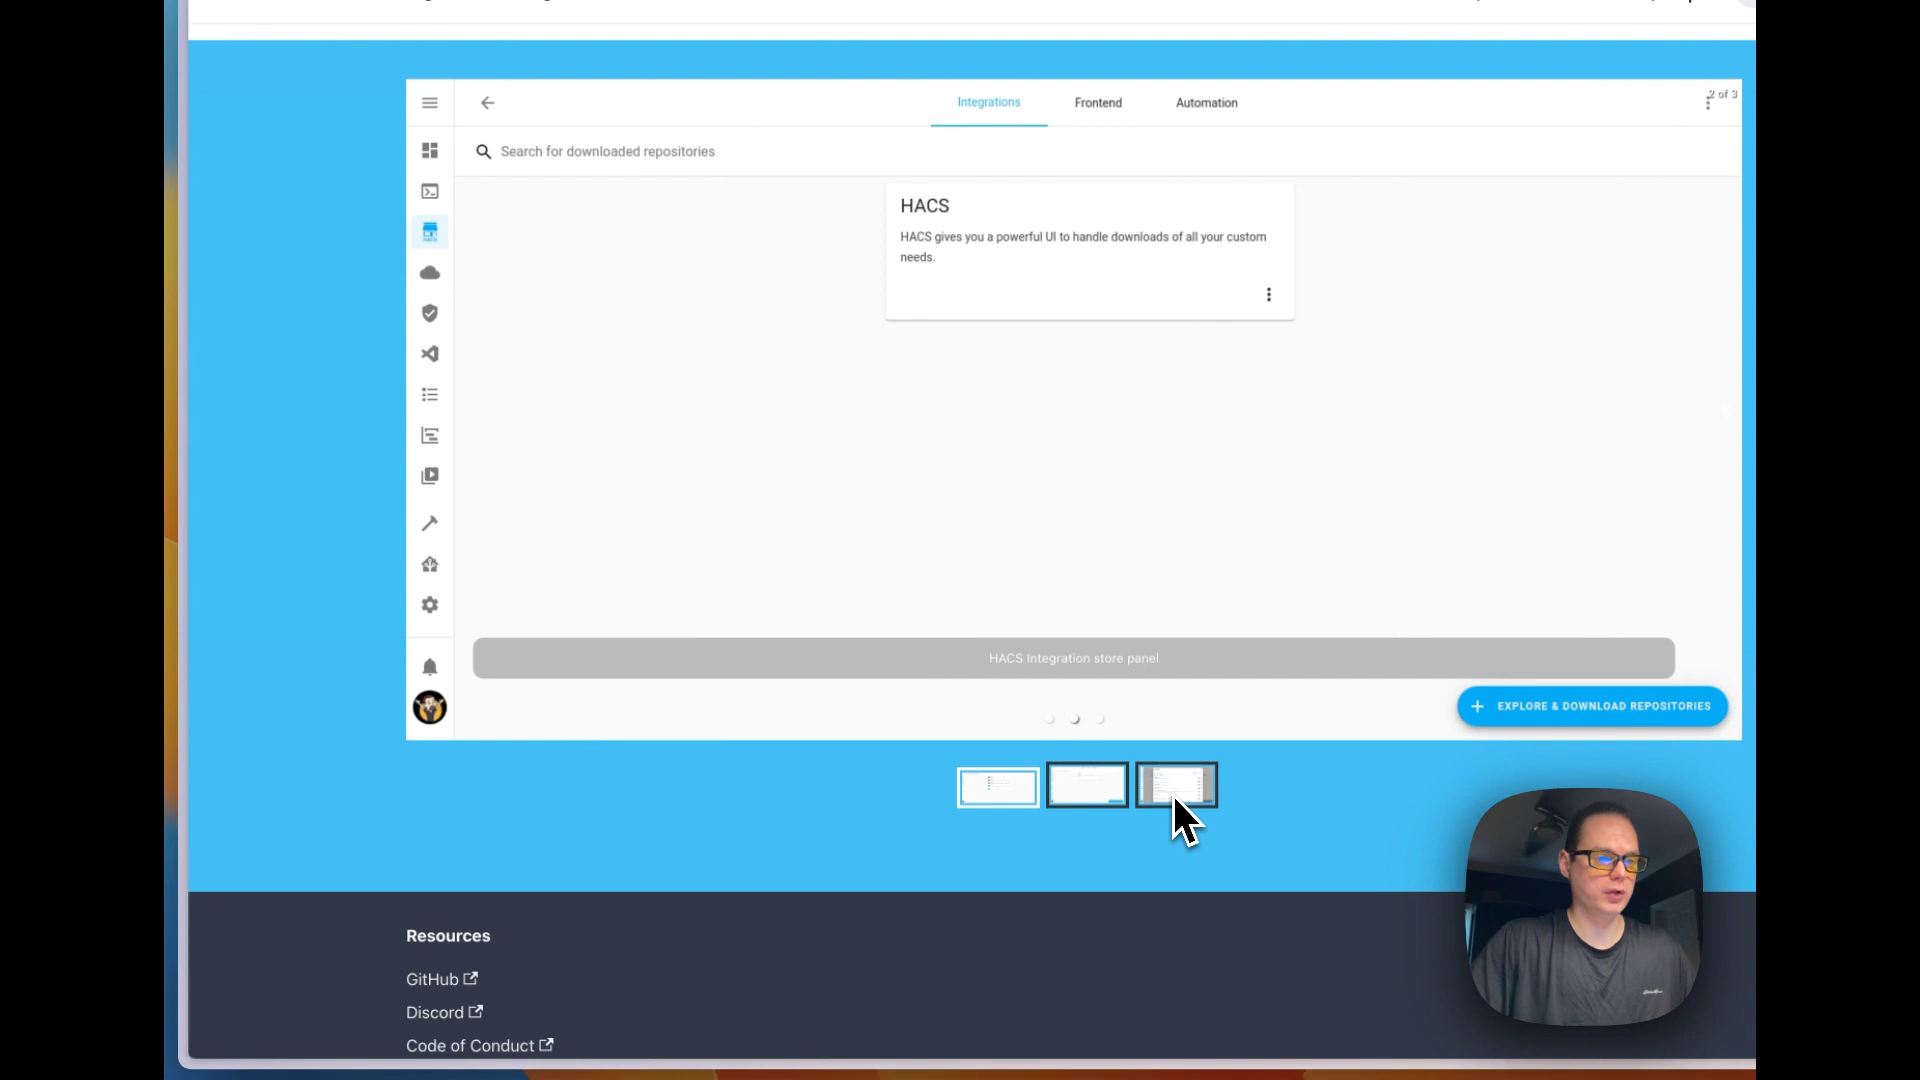 Integrations
Frontend
Automation
2 of 3
Search for downloaded repositories
HACS
HACS gives you a powerful UI to handle downloads of all your custom
needs.
HACS Integration store panel
EXPLORE & DOWNLOAD REPOSITORIES
Resources
GitHub
Discord
Code of Conduct